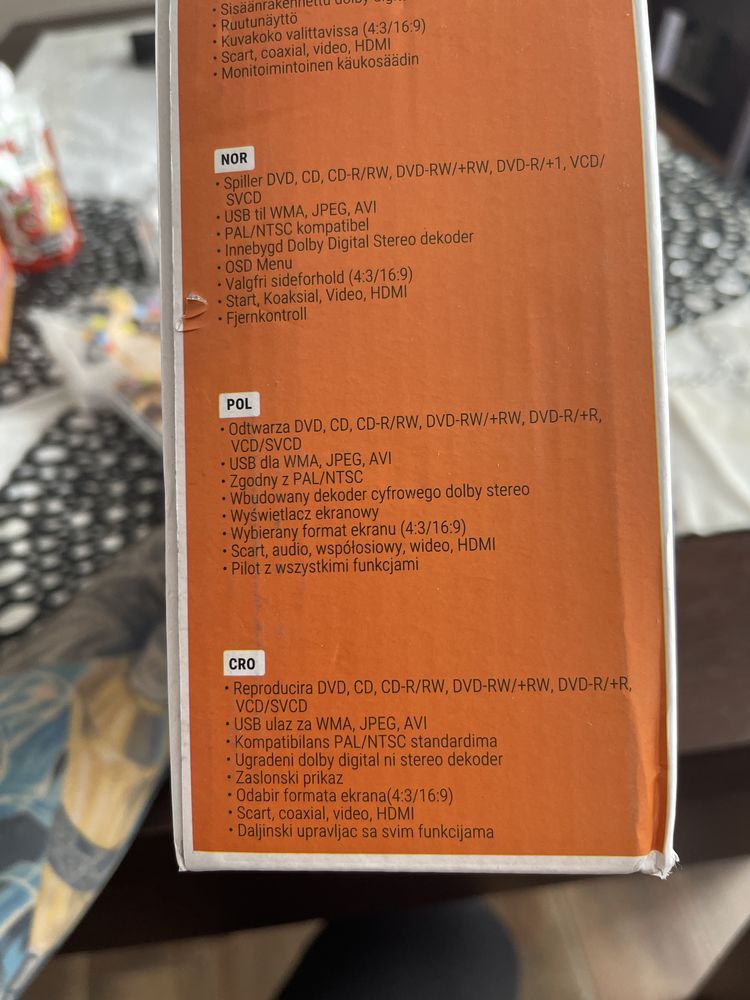 • Sisäänrakennettu dolby
• Ruutunäyttö
• Kuvakoko valittavissa (4:3/16:9)
• Scart, coaxial, video, HDMI
• Monitoimintoinen käukosäädin
NOR
• Spiller DVD, CD, CD-R/RW, DVD-RW/+RW, DVD-R/+1, VCD/
SVCD
• USB til WMA, JPEG, AVI
• PAL/NTSC kompatibel
• Innebygd Dolby Digital Stereo dekoder
• OSD Menu
• Valgfri sideforhold (4:3/16:9)
• Start, Koaksial, Video, HDMI
• Fjernkontroll
POL
• Odtwarza DVD, CD, CD-R/RW, DVD-RW/+RW, DVD-R/+R,
VCD/SVCD
• USB dla WMA, JPEG, AVI
• Zgodny z PAL/NTSC
• Wbudowany dekoder cyfrowego dolby stereo
• Wyświetlacz ekranowy
• Wybierany format ekranu (4:3/16:9)
• Scart, audio, współosiowy, wideo, HDMI
• Pilot z wszystkimi funkcjami
CRO
• Reproducira DVD, CD, CD-R/RW, DVD-RW/+RW, DVD-R/+R,
VCD/SVCD
• USB ulaz za WMA, JPEG, AVI
• Kompatibilans PAL/NTSC standardima
• Ugradeni dolby digital ni stereo dekoder
• Zaslonski prikaz
• Odabir formata ekrana(4:3/16:9)
• Scart, coaxial, video, HDMI
• Daljinski upravljac sa svim funkcijama